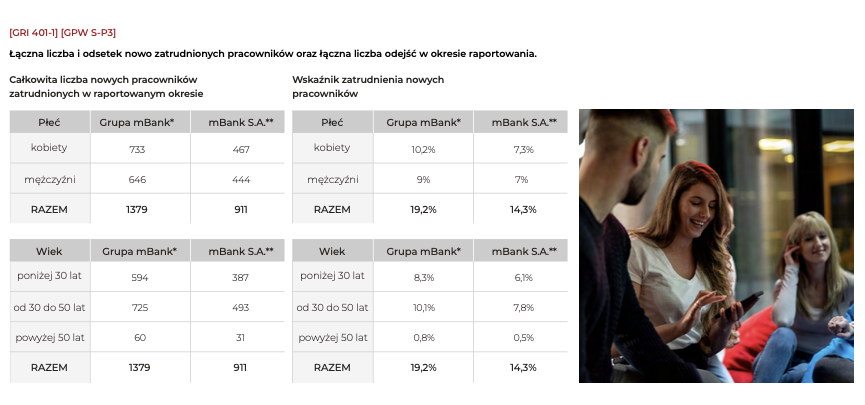 [GRI 401-1] [GPW S-P3]
Łączna liczba i odsetek nowo zatrudnionych pracowników oraz łączna liczba odejść w okresie raportowania.
Całkowita liczba nowych pracowników
zatrudnionych w raportowanym okresie
Płeć Grupa mBank* mBank S.A.**
kobiety 733 467
mężczyźni 646 444
RAZEM 1379 911
Wskaźnik zatrudnienia nowych
pracowników
Płeć Grupa mBank* mBank S.A.**
kobiety 10,2% 7,3%
mężczyźni 9% 7%
RAZEM 19,2% 14,3%
Wiek Grupa mBank* mBank S.A.**
poniżej 30 lat 594 387
od 30 do 50 lat 725 493
powyżej 50 lat 60 31
RAZEM 1379 911
Wiek Grupa mBank* mBank S.A.**
poniżej 30 lat 8,3% 6,1%
od 30 do 50 lat 10,1% 7,8%
powyżej 50 lat 0,8% 0,5%
RAZEM 19,2% 14,3%